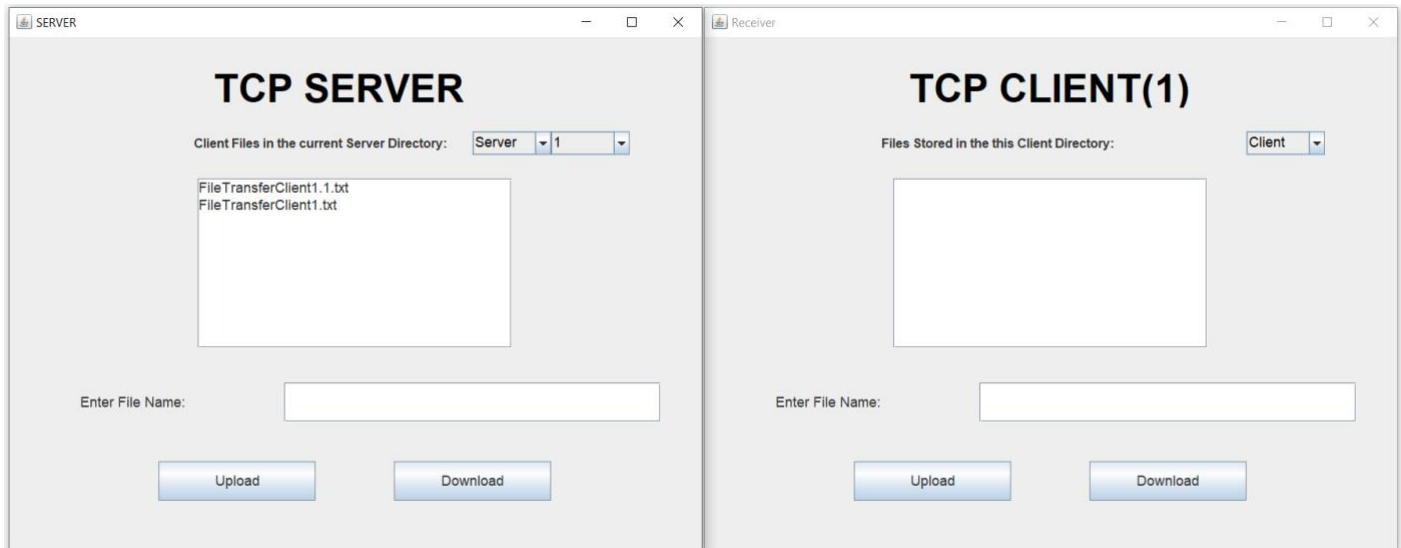 SERVER
TCP SERVER
Client Files in the current Server Directory:
Server
1
FileTransferClient1.1.txt
FileTransferClient1.txt
Enter File Name:
Upload
Download
Receiver
TCP CLIENT(1)
Files Stored in the this Client Directory:
Client
Enter File Name:
Upload
Download